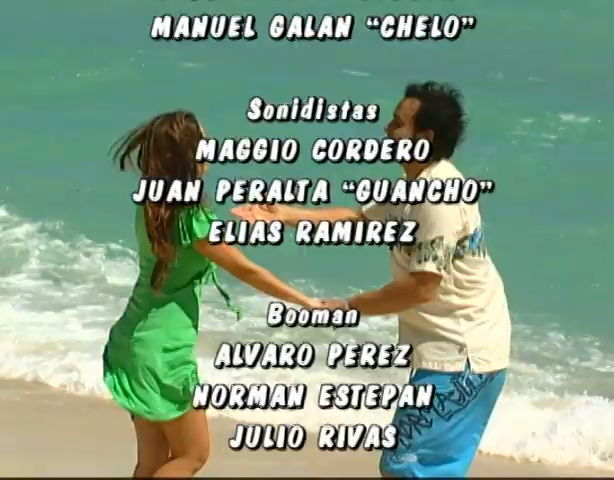 MANUEL GALAN “CHELO”
Sonidistas
MAGGIO CORDERO
JUAN PERALTA “GUANCHO”
ELIAS RAMIREZ
Booman
ALVARO PEREZ
NORMAN ESTEPAN
JULIO RIVAS